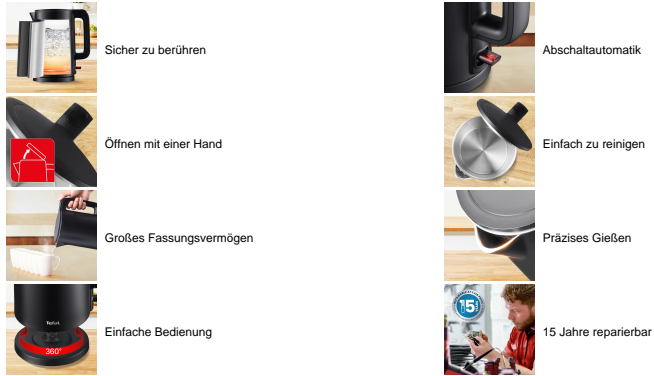 Sicher zu berühren
Abschaltautomatik
Öffnen mit einer Hand
Einfach zu reinigen
Großes Fassungsvermögen
Präzises Gießen
Tefal
360°
Einfache Bedienung
15
15 Jahre reparierbar